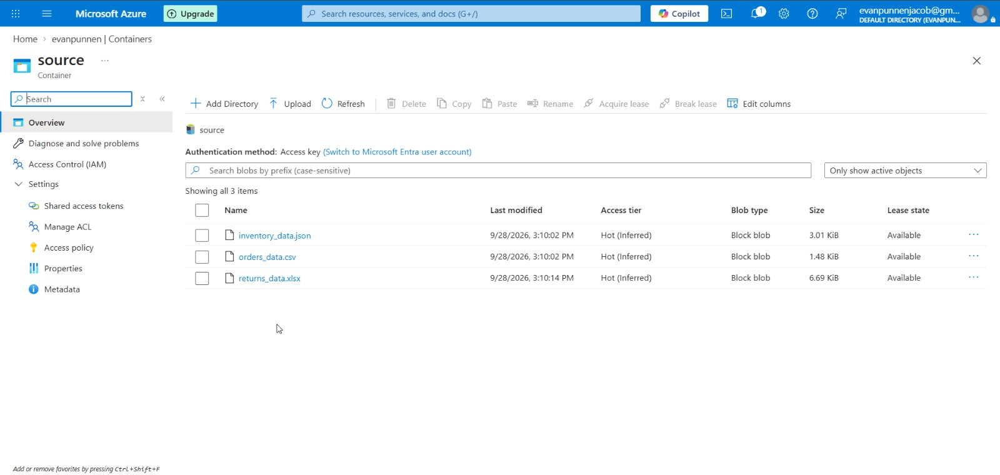 Microsoft Azure
Upgrade
Search resources, services, and docs (G+/)
Copilot
1
evanpunnenjacob@gm...
DEFAULT DIRECTORY (EVANPUN...
Home > evanpunnen | Containers
source ...
Container
Search
Add Directory Upload Refresh Delete Copy Paste Rename Acquire lease Break lease Edit columns
Overview
Diagnose and solve problems
Access Control (IAM)
Settings
Shared access tokens
Manage ACL
Access policy
Properties
Metadata
source
Authentication method: Access key (Switch to Microsoft Entra user account)
Search blobs by prefix (case-sensitive)
Only show active objects
Showing all 3 items
Name Last modified Access tier Blob type Size Lease state
inventory_data.json 9/28/2026, 3:10:02 PM Hot (Inferred) Block blob 3.01 KiB Available ...
orders_data.csv 9/28/2026, 3:10:02 PM Hot (Inferred) Block blob 1.48 KiB Available ...
returns_data.xlsx 9/28/2026, 3:10:14 PM Hot (Inferred) Block blob 6.69 KiB Available ...
Add or remove favorites by pressing Ctrl+Shift+F